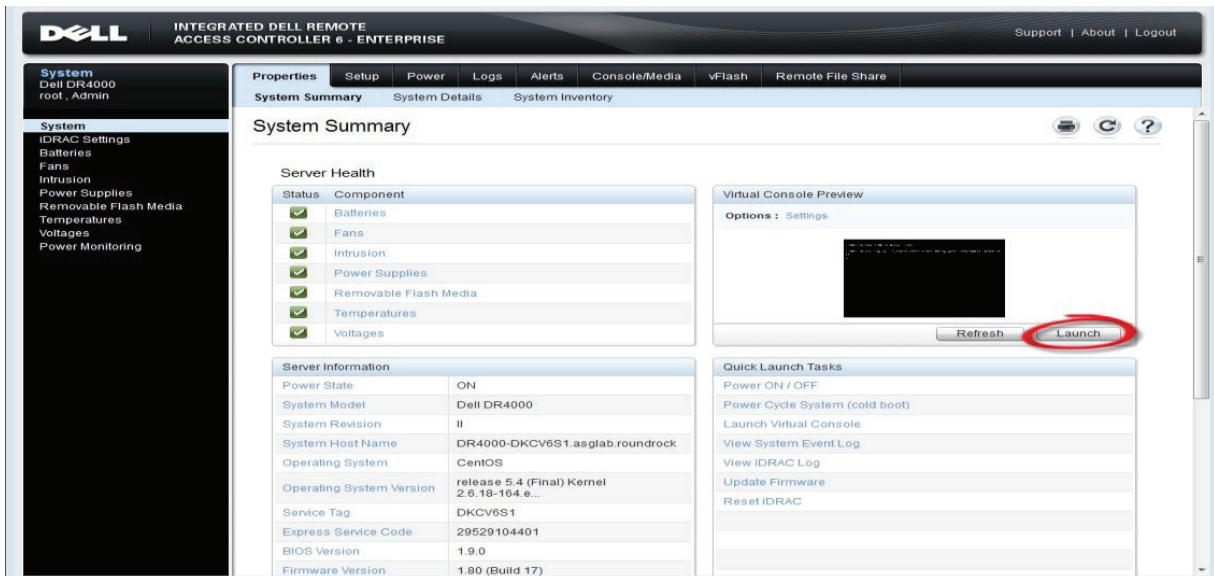 DELL
INTEGRATED DELL REMOTE
ACCESS CONTROLLER 6 - ENTERPRISE
Support | About | Logout
System
Dell DR4000
root , Admin
System
iDRAC Settings
Batteries
Fans
Intrusion
Power Supplies
Removable Flash Media
Temperatures
Voltages
Power Monitoring
Properties Setup Power Logs Alerts Console/Media vFlash Remote File Share
System Summary System Details System Inventory
System Summary
Server Health
Status Component
Batteries
Fans
Intrusion
Power Supplies
Removable Flash Media
Temperatures
Voltages
Virtual Console Preview
Options : Settings
Refresh Launch
Server Information
Power State ON
System Model Dell DR4000
System Revision II
System Host Name DR4000-DKCV6S1.asglab.roundrock
Operating System CentOS
Operating System Version release 5.4 (Final) Kernel
2.6.18-164.e...
Service Tag DKCV6S1
Express Service Code 29529104401
BIOS Version 1.9.0
Firmware Version 1.80 (Build 17)
Quick Launch Tasks
Power ON / OFF
Power Cycle System (cold boot)
Launch Virtual Console
View System Event Log
View iDRAC Log
Update Firmware
Reset iDRAC